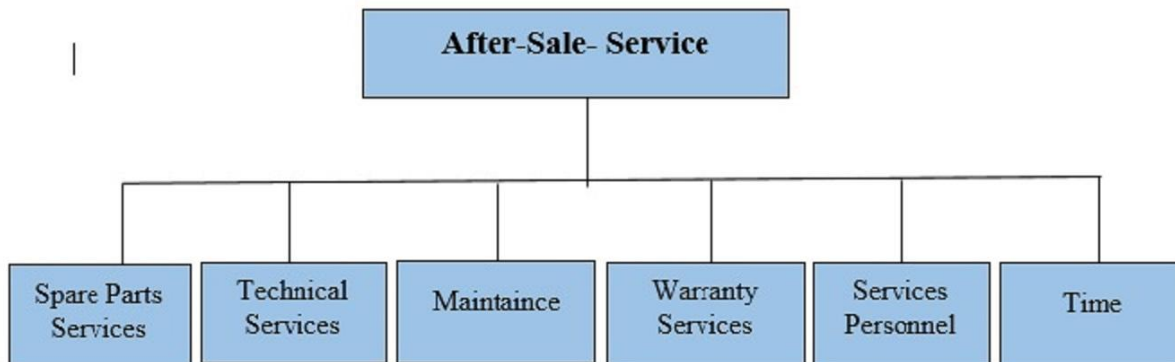 After-Sale- Service
Spare Parts
Services
Technical
Services
Maintaince
Warranty
Services
Services
Personnel
Time